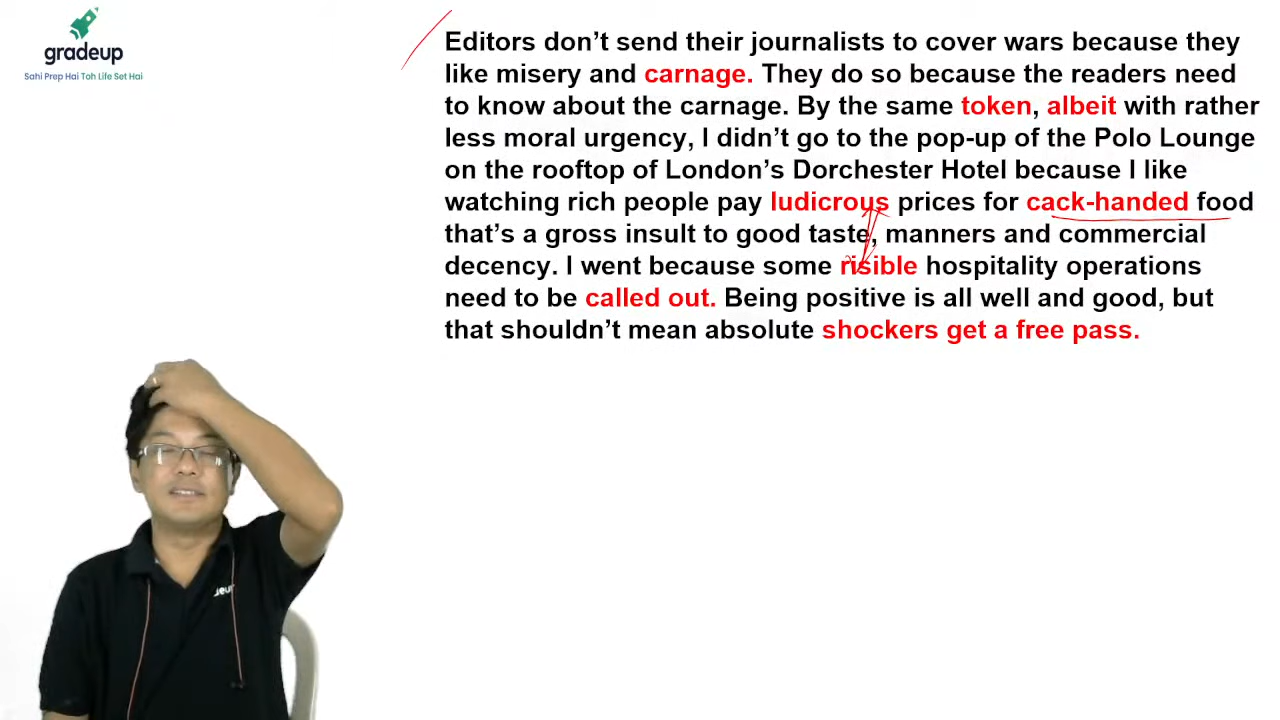 gradeup
Sahi Prep Hai Toh Life Set Hai
Editors don’t send their journalists to cover wars because they
like misery and carnage. They do so because the readers need
to know about the carnage. By the same token, albeit with rather
less moral urgency, I didn’t go to the pop-up of the Polo Lounge
on the rooftop of London’s Dorchester Hotel because I like
watching rich people pay ludicrous prices for cack-handed food
that’s a gross insult to good taste, manners and commercial
decency. I went because some risible hospitality operations
need to be called out. Being positive is all well and good, but
that shouldn’t mean absolute shockers get a free pass.